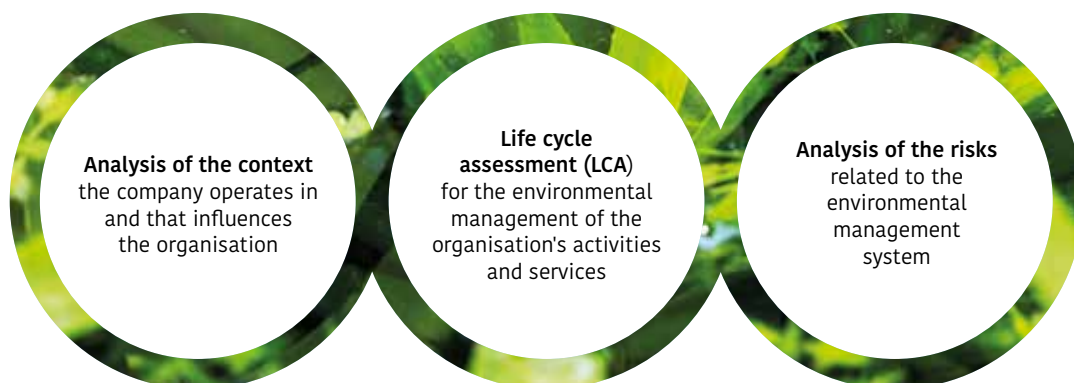 Analysis of the context
the company operates in
and that influences
the organisation
Life cycle
assessment (LCA)
for the environmental
management of the
organisation's activities
and services
Analysis of the risks
related to the
environmental
management
system